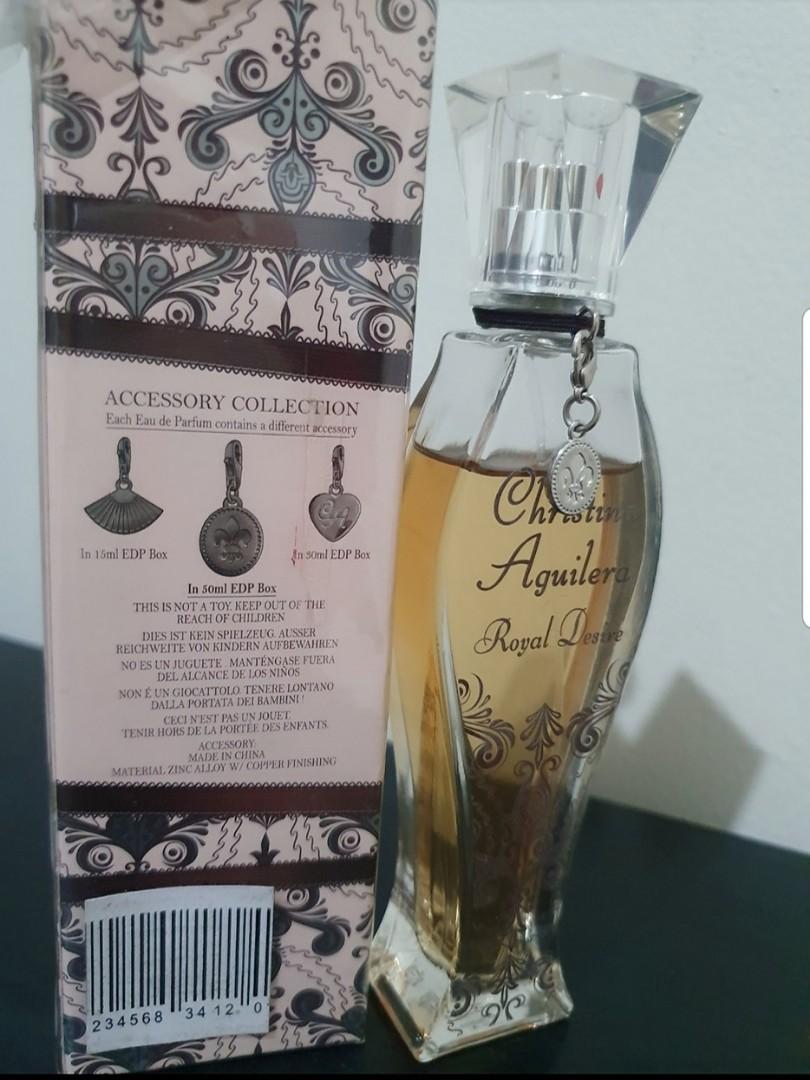 ACCESSORY COLLECTION
Each Eau de Parfum contains a different accessory
In 15ml EDP Box
In 30ml EDP Box
In 50ml EDP Box
THIS IS NOT A TOY. KEEP OUT OF THE
REACH OF CHILDREN
DIES IST KEIN SPIELZEUG. AUSSER
REICHWEITE VON KINDERN AUFBEWAHREN
NO ES UN JUGUETE . MANTÉNGASE FUERA
DEL ALCANCE DE LOS NIÑOS
NON È UN GIOCATTOLO. TENERE LONTANO
DALLA PORTATA DEI BAMBINI !
CECI N'EST PAS UN JOUET.
TENIR HORS DE LA PORTÉE DES ENFANTS.
ACCESSORY:
MADE IN CHINA
MATERIAL ZINC ALLOY W/ COPPER FINISHING
234568 3412 0
Christina
Aguilera
Royal Desire